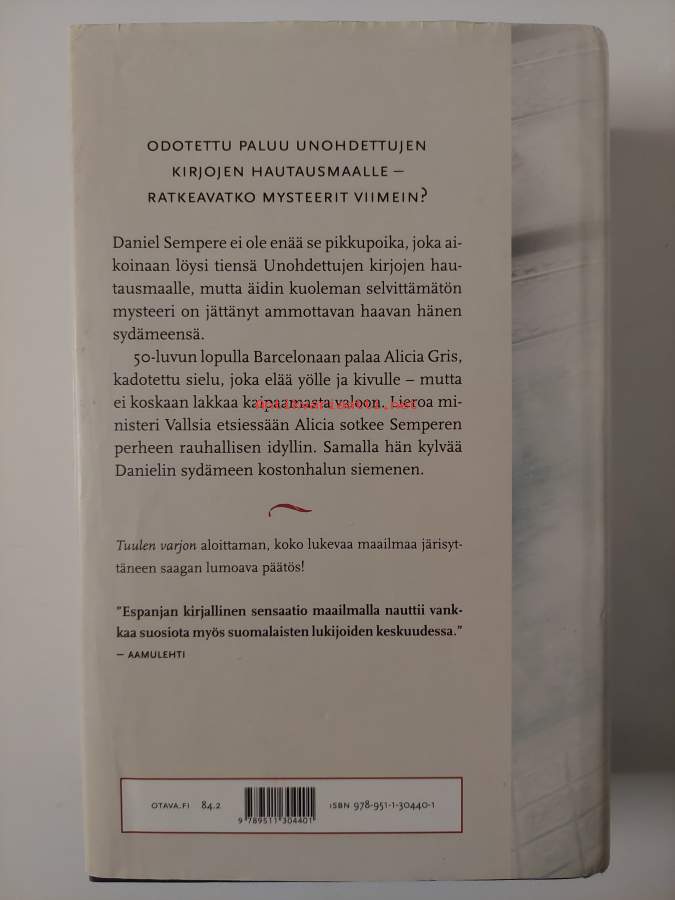 ODOTETTU PALUU UNOHDETTUJEN
KIRJOJEN HAUTAUSMAALLE –
RATKEAVATKO MYSTEERIT VIIMEIN?
Daniel Sempere ei ole enää se pikkupoika, joka ai-
koinaan löysi tiensä Unohdettujen kirjojen hau-
tausmaalle, mutta äidin kuoleman selvittämätön
mysteeri on jättänyt ammottavan haavan hänen
sydämeensä.
50-luvun lopulla Barcelonaan palaa Alicia Gris,
kadotettu sielu, joka elää yölle ja kivulle – mutta
ei koskaan lakkaa kaipaamasta valoon. Lieroa mi-
antikvariaatti.net
nisteri Vallsia etsiessään Alicia sotkee Semperen
perheen rauhallisen idyllin. Samalla hän kylvää
Danielin sydämeen kostonhalun siemenen.
Tuulen varjon aloittaman, koko lukevaa maailmaa järisyt-
täneen saagan lumoava päätös!
"Espanjan kirjallinen sensaatio maailmalla nauttii vank-
kaa suosiota myös suomalaisten lukijoiden keskuudessa."
– AAMULEHTI
OTAVA.FI 84.2 ISBN 978-951-1-30440-1
9 789511 304401